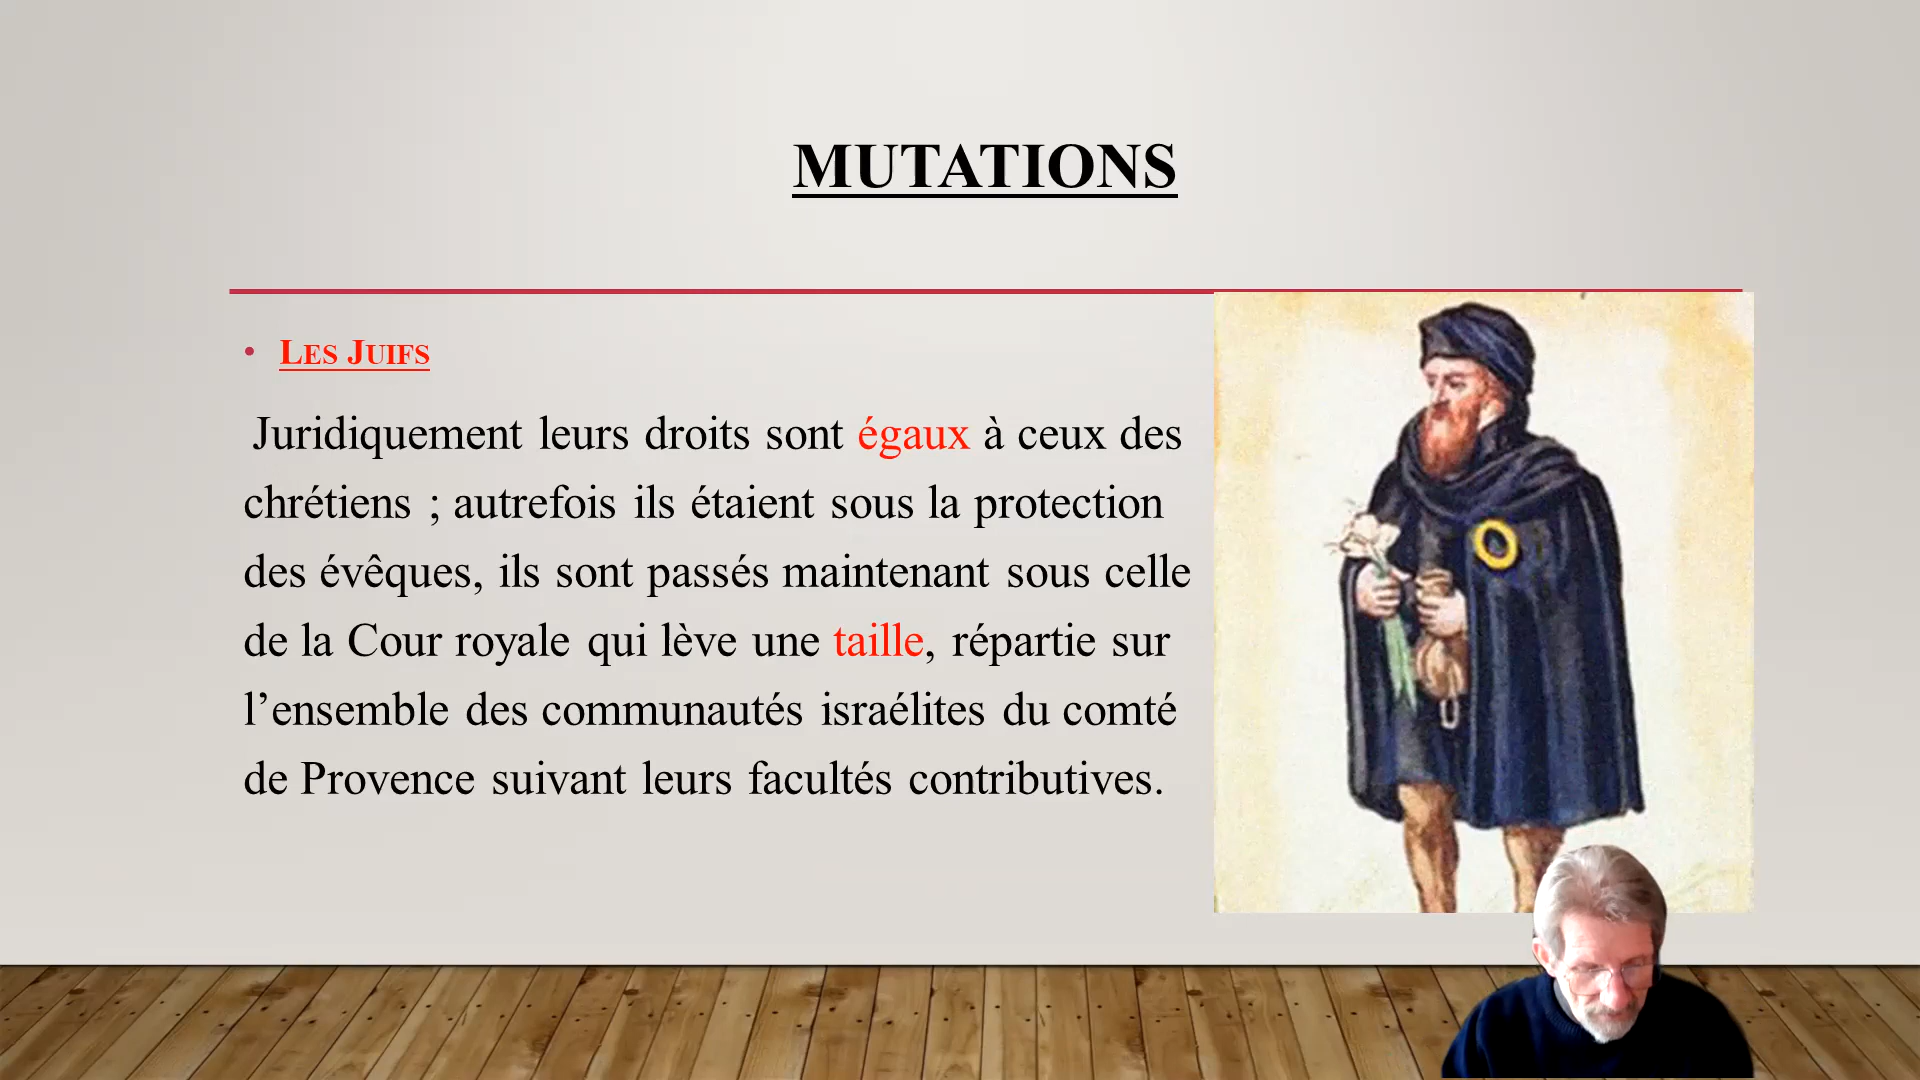 MUTATIONS
• Les Juifs
Juridiquement leurs droits sont égaux à ceux des
chrétiens ; autrefois ils étaient sous la protection
des évêques, ils sont passés maintenant sous celle
de la Cour royale qui lève une taille, répartie sur
l’ensemble des communautés israélites du comté
de Provence suivant leurs facultés contributives.